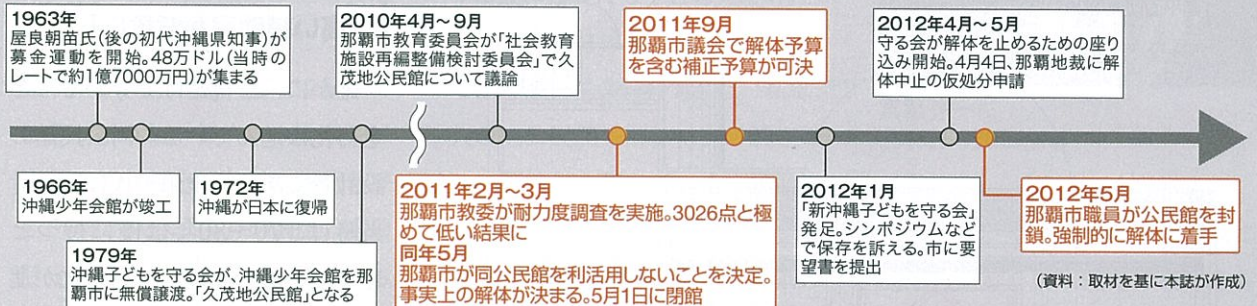 1963年
屋良朝苗氏(後の初代沖縄県知事)が
募金運動を開始。48万ドル(当時の
レートで約1億7000万円)が集まる
1966年
沖縄少年会館が竣工
1972年
沖縄が日本に復帰
1979年
沖縄子どもを守る会が、沖縄少年会館を那
覇市に無償譲渡。「久茂地公民館」となる
2010年4月～9月
那覇市教育委員会が「社会教育
施設再編整備検討委員会」で久
茂地公民館について議論
2011年2月～3月
那覇市教委が耐力度調査を実施。3026点と極
めて低い結果に
同年5月
那覇市が同公民館を利活用しないことを決定。
事実上の解体が決まる。5月1日に閉館
2011年9月
那覇市議会で解体予算
を含む補正予算が可決
2012年1月
「新沖縄子どもを守る会」
発足。シンポジウムなど
で保存を訴える。市に要
望書を提出
2012年4月～5月
守る会が解体を止めるための座り
込み開始。4月4日、那覇地裁に解
体中止の仮処分申請
2012年5月
那覇市職員が公民館を封
鎖。強制的に解体に着手
(資料：取材を基に本誌が作成)